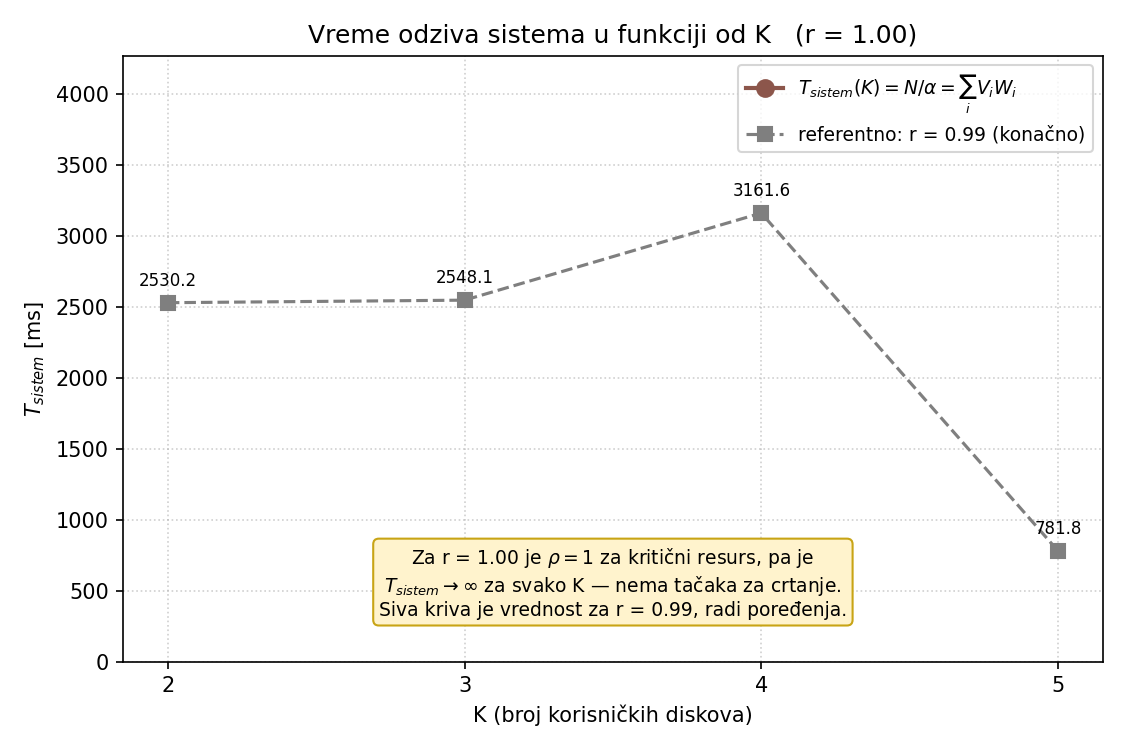 Vreme odziva sistema u funkciji od K (r = 1.00)
T_sistem(K) = N/α = ∑_i V_i W_i
referentno: r = 0.99 (konačno)
4000
3500
3000
2500
2000
1500
1000
500
0
T_sistem [ms]
2530.2
2548.1
3161.6
781.8
Za r = 1.00 je ρ = 1 za kritični resurs, pa je
T_sistem → ∞ za svako K — nema tačaka za crtanje.
Siva kriva je vrednost za r = 0.99, radi poređenja.
2
3
4
5
K (broj korisničkih diskova)